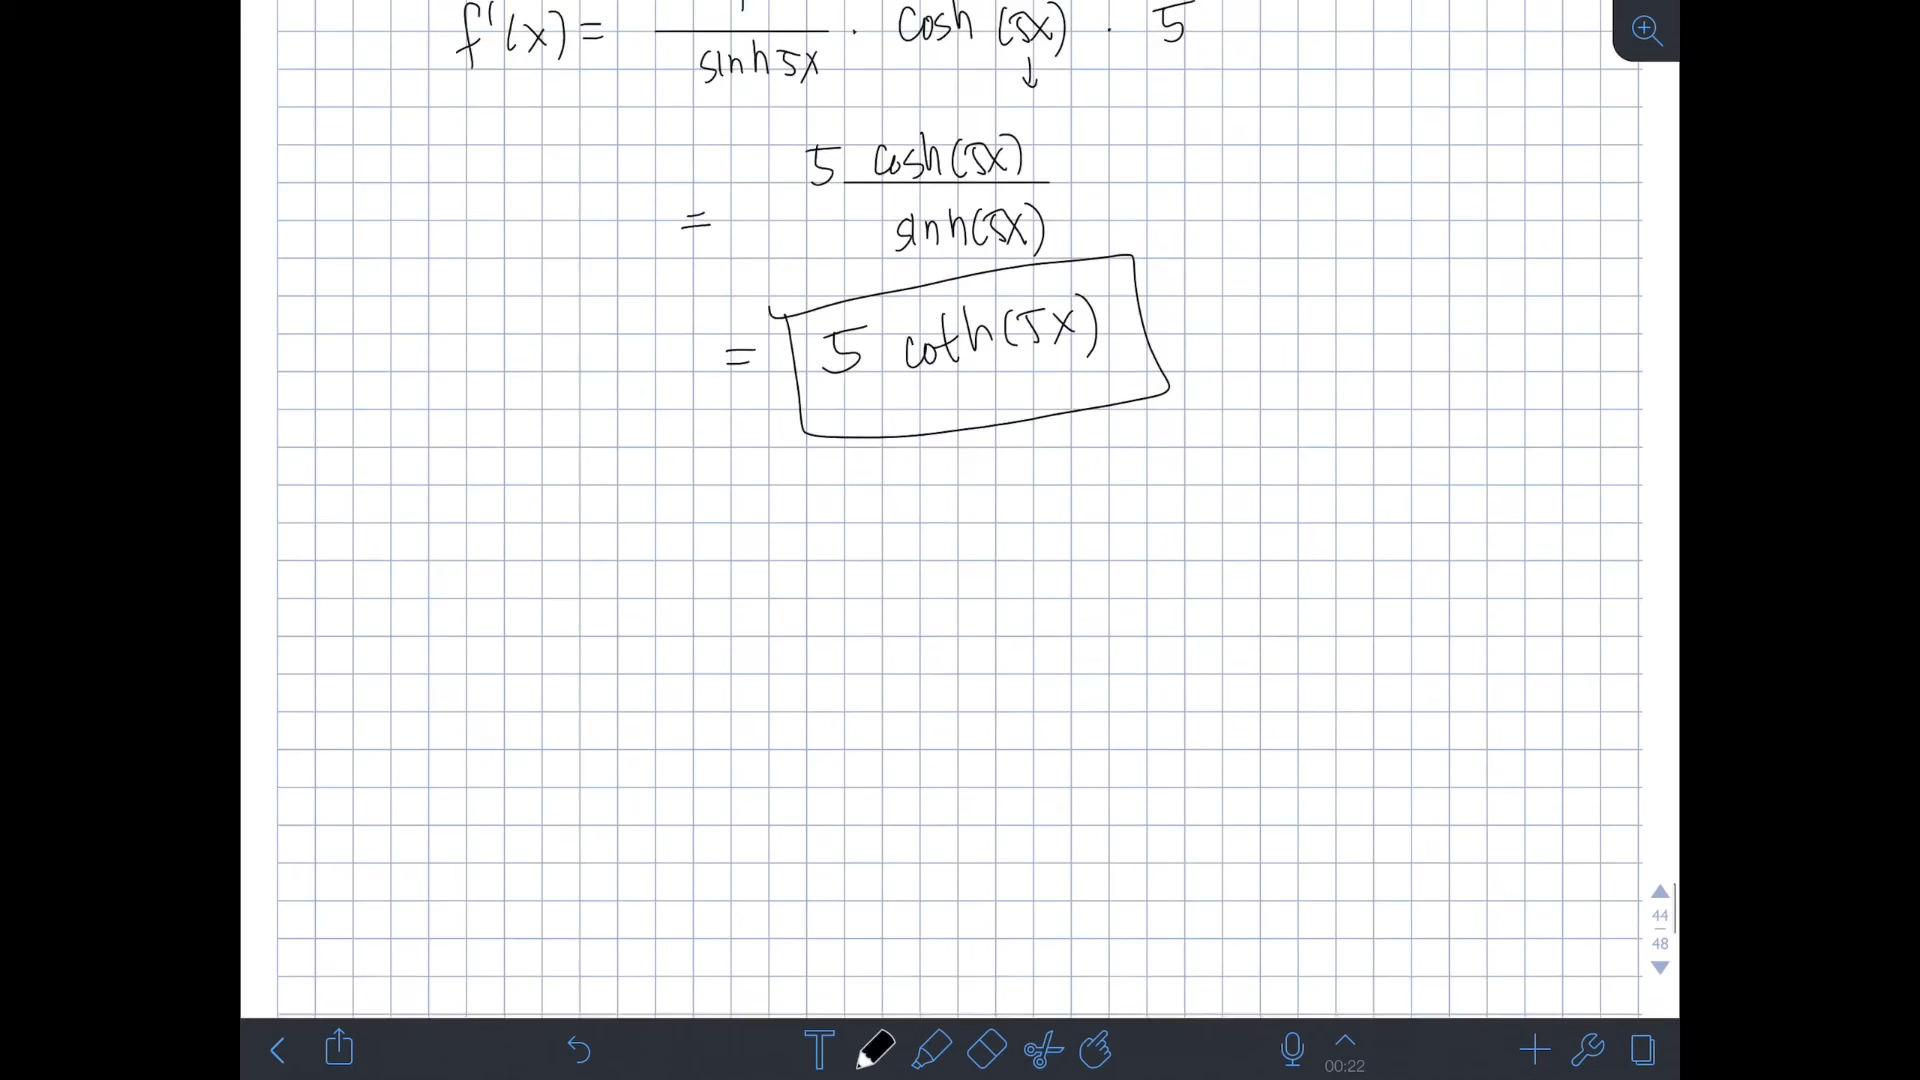 f'(x) = 1/sinh5x · cosh (5x) · 5
↓
= 5 cosh(5x)/sinh(5x)
= 5 coth(5x)
44
48
T
00:22